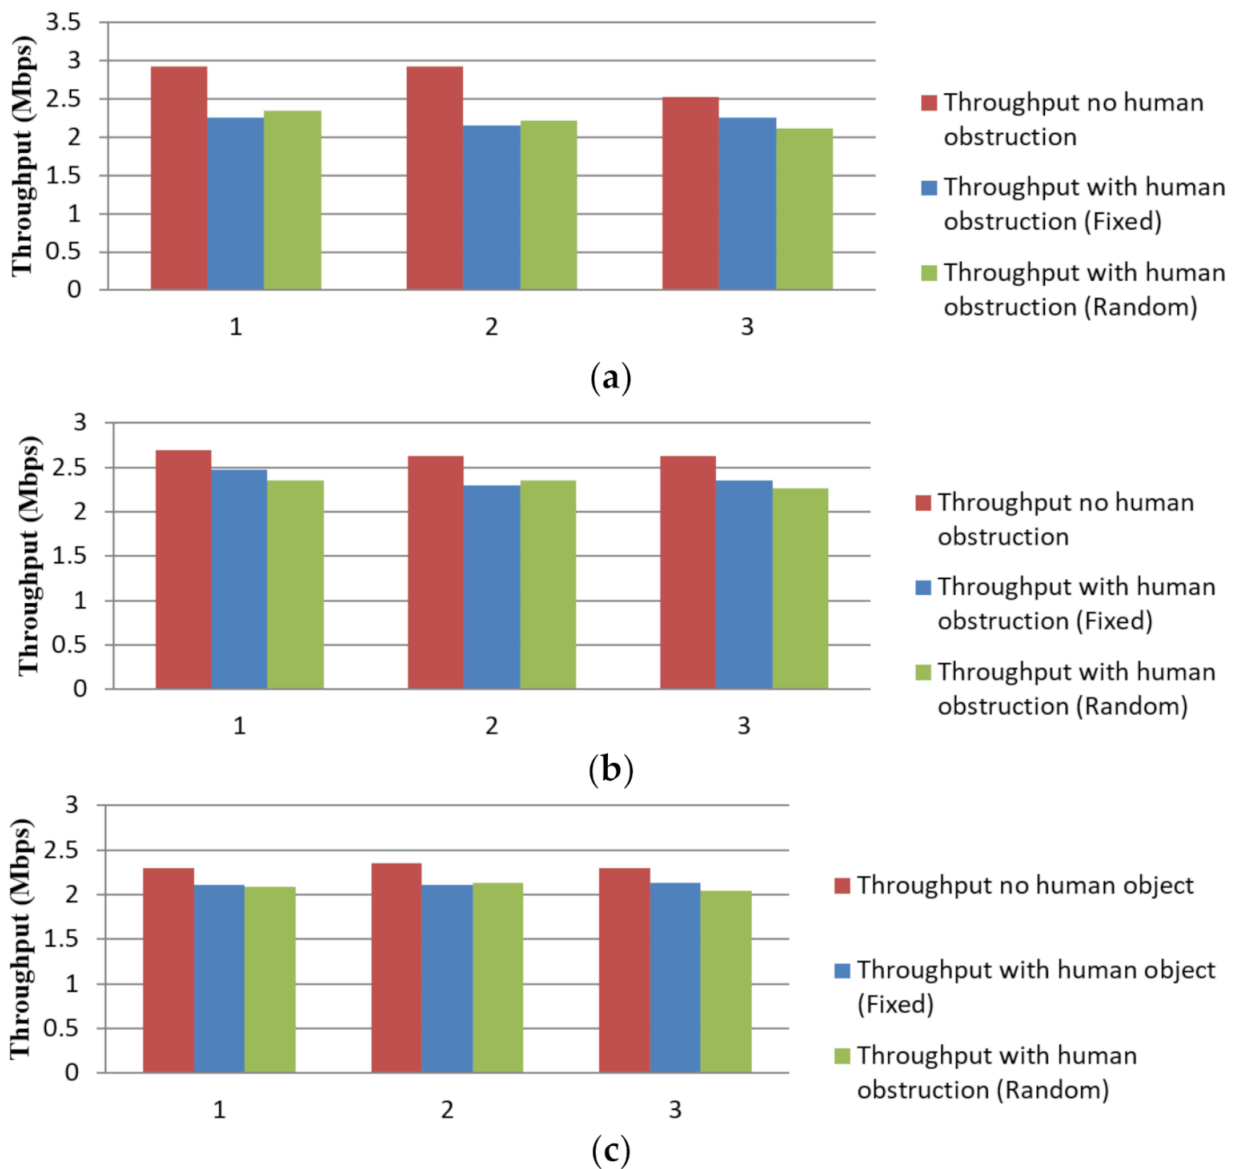 Throughput (Mbps)
3.5
3
2.5
2
1.5
1
0.5
0
1
2
3
Throughput no human
obstruction
Throughput with human
obstruction (Fixed)
Throughput with human
obstruction (Random)
(a)
Throughput (Mbps)
3
2.5
2
1.5
1
0.5
0
1
2
3
Throughput no human
obstruction
Throughput with human
obstruction (Fixed)
Throughput with human
obstruction (Random)
(b)
Throughput (Mbps)
3
2.5
2
1.5
1
0.5
0
1
2
3
Throughput no human object
Throughput with human object
(Fixed)
Throughput with human
obstruction (Random)
(c)